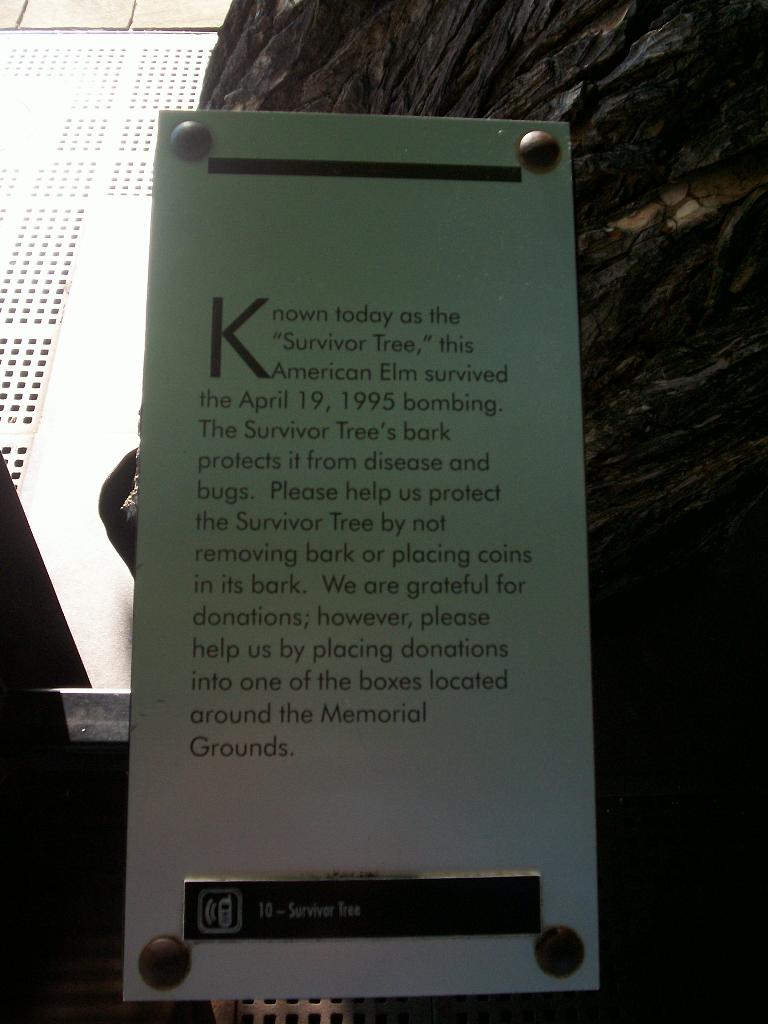 Known today as the
“Survivor Tree,” this
American Elm survived
the April 19, 1995 bombing.
The Survivor Tree’s bark
protects it from disease and
bugs.  Please help us protect
the Survivor Tree by not
removing bark or placing coins
in its bark.  We are grateful for
donations; however, please
help us by placing donations
into one of the boxes located
around the Memorial
Grounds.
10 – Survivor Tree